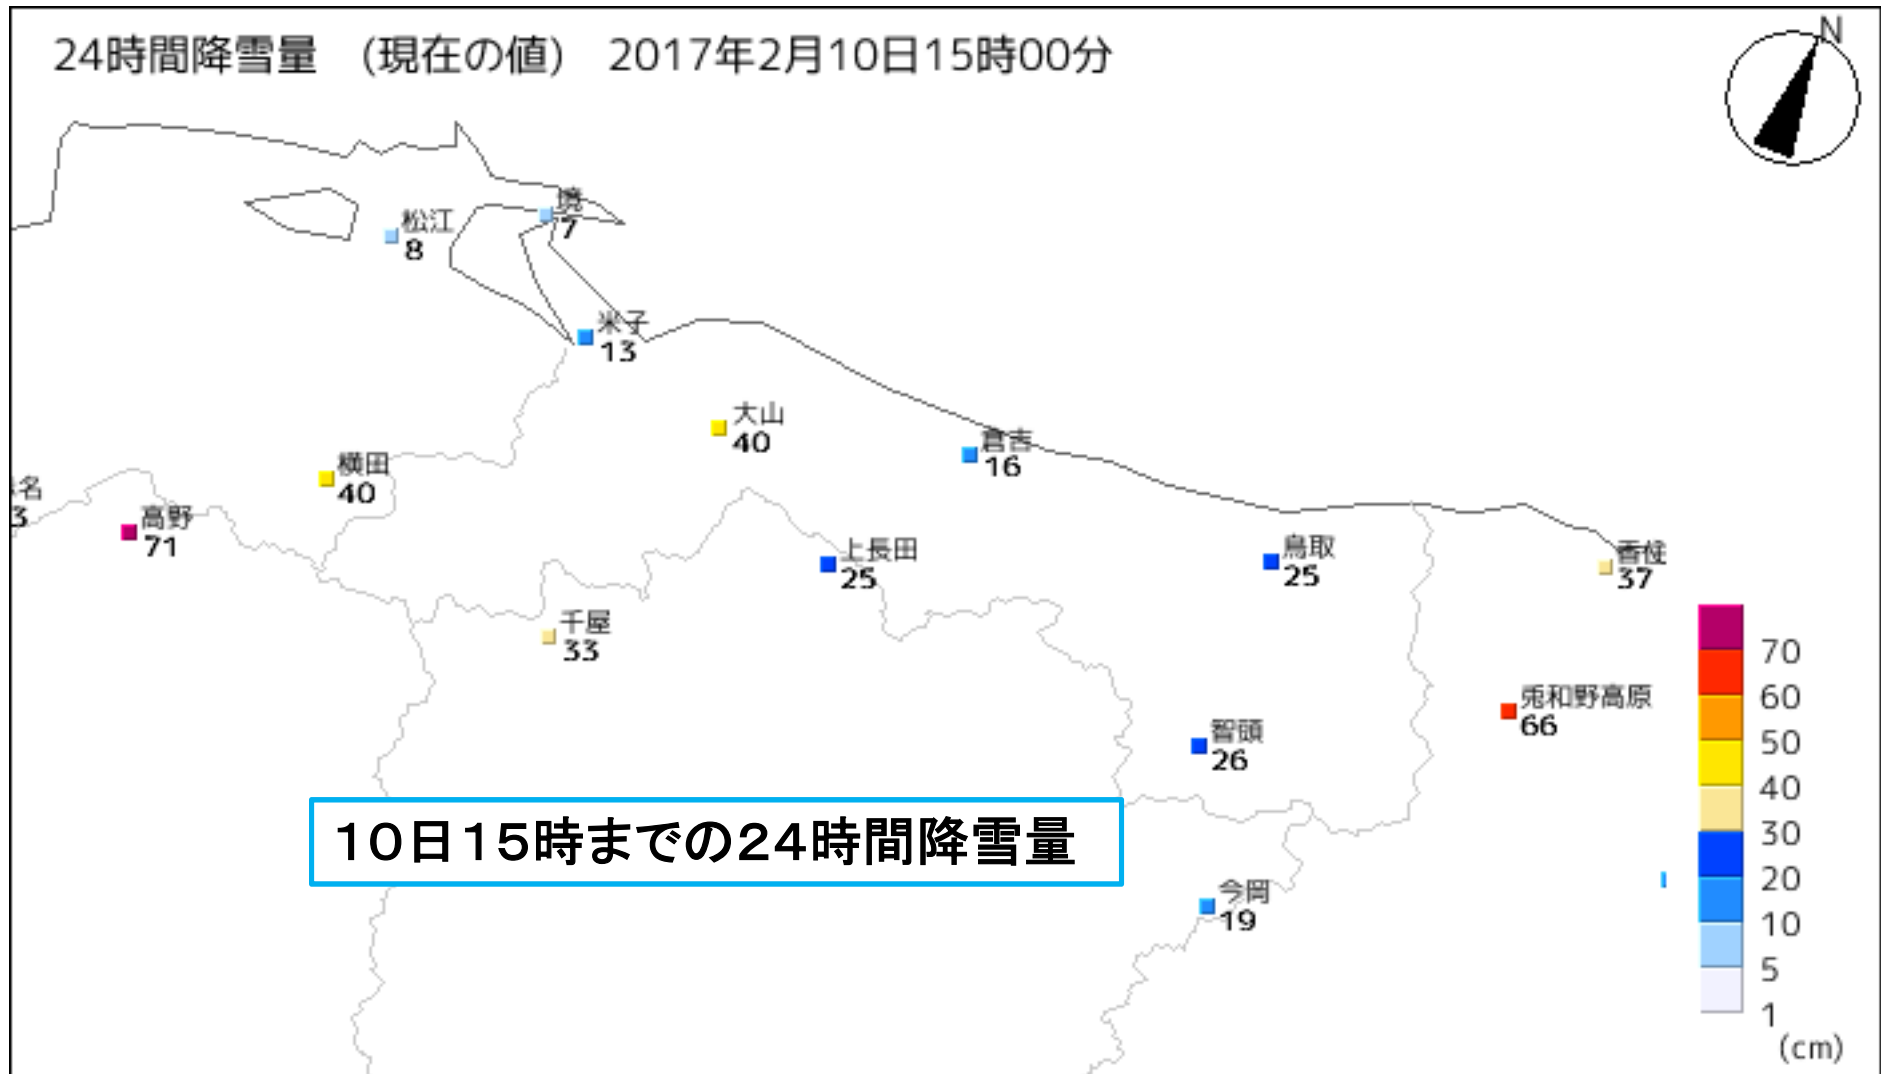 24時間降雪量　(現在の値)　2017年2月10日15時00分
N
境
7
松江
8
米子
13
大山
40
倉吉
16
横田
40
名
3
高野
71
上長田
25
鳥取
25
香住
37
千屋
33
兎和野高原
66
智頭
26
10日15時までの24時間降雪量
今岡
19
70
60
50
40
30
20
10
5
1
(cm)